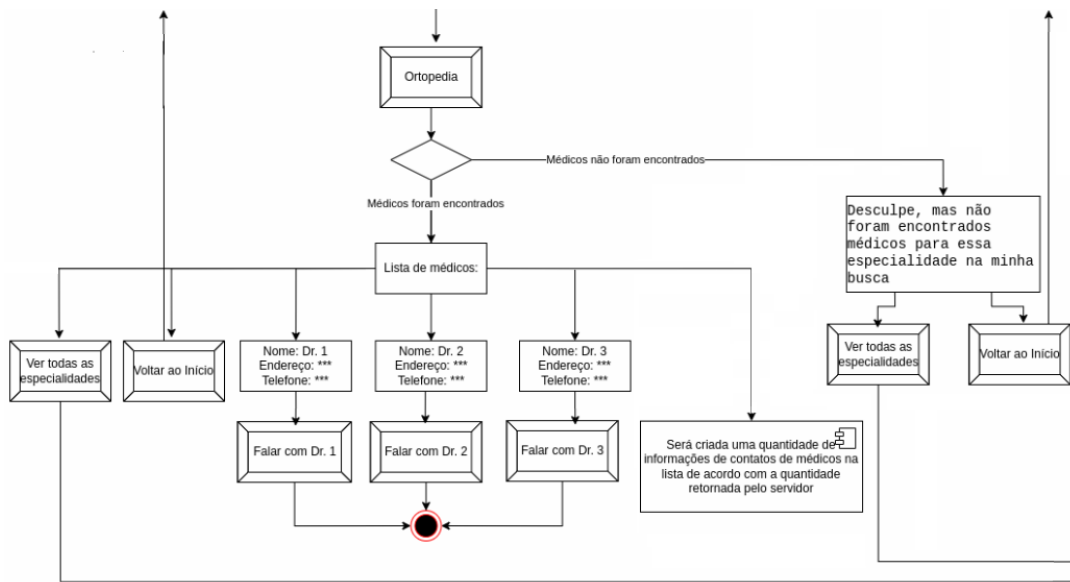 Ortopedia
Médicos não foram encontrados
Médicos foram encontrados
Desculpe, mas não
foram encontrados
médicos para essa
especialidade na minha
busca
Lista de médicos:
Ver todas as
especialidades
Voltar ao Início
Nome: Dr. 1
Endereço: ***
Telefone: ***
Nome: Dr. 2
Endereço: ***
Telefone: ***
Nome: Dr. 3
Endereço: ***
Telefone: ***
Ver todas as
especialidades
Voltar ao Início
Falar com Dr. 1
Falar com Dr. 2
Falar com Dr. 3
Será criada uma quantidade de
informações de contatos de médicos na
lista de acordo com a quantidade
retornada pelo servidor